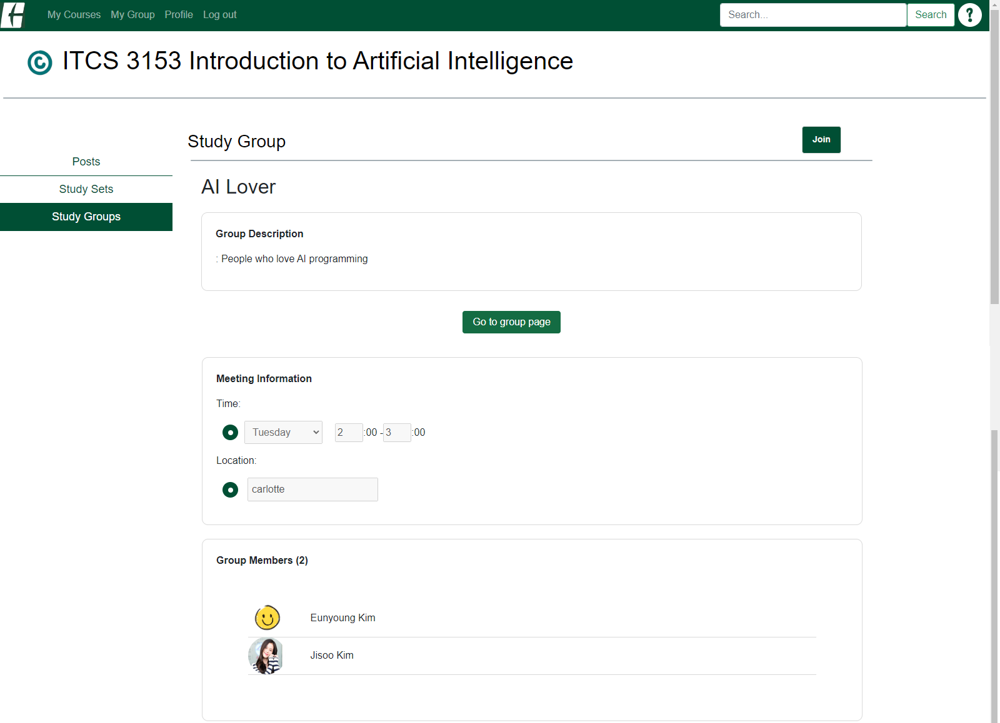 My Courses My Group Profile Log out Search... Search ?
© ITCS 3153 Introduction to Artificial Intelligence
Study Group Join
Posts
Study Sets
Study Groups
AI Lover
Group Description
: People who love AI programming
Go to group page
Meeting Information
Time:
Tuesday 2 :00 - 3 :00
Location:
carlotte
Group Members (2)
Eunyoung Kim
Jisoo Kim